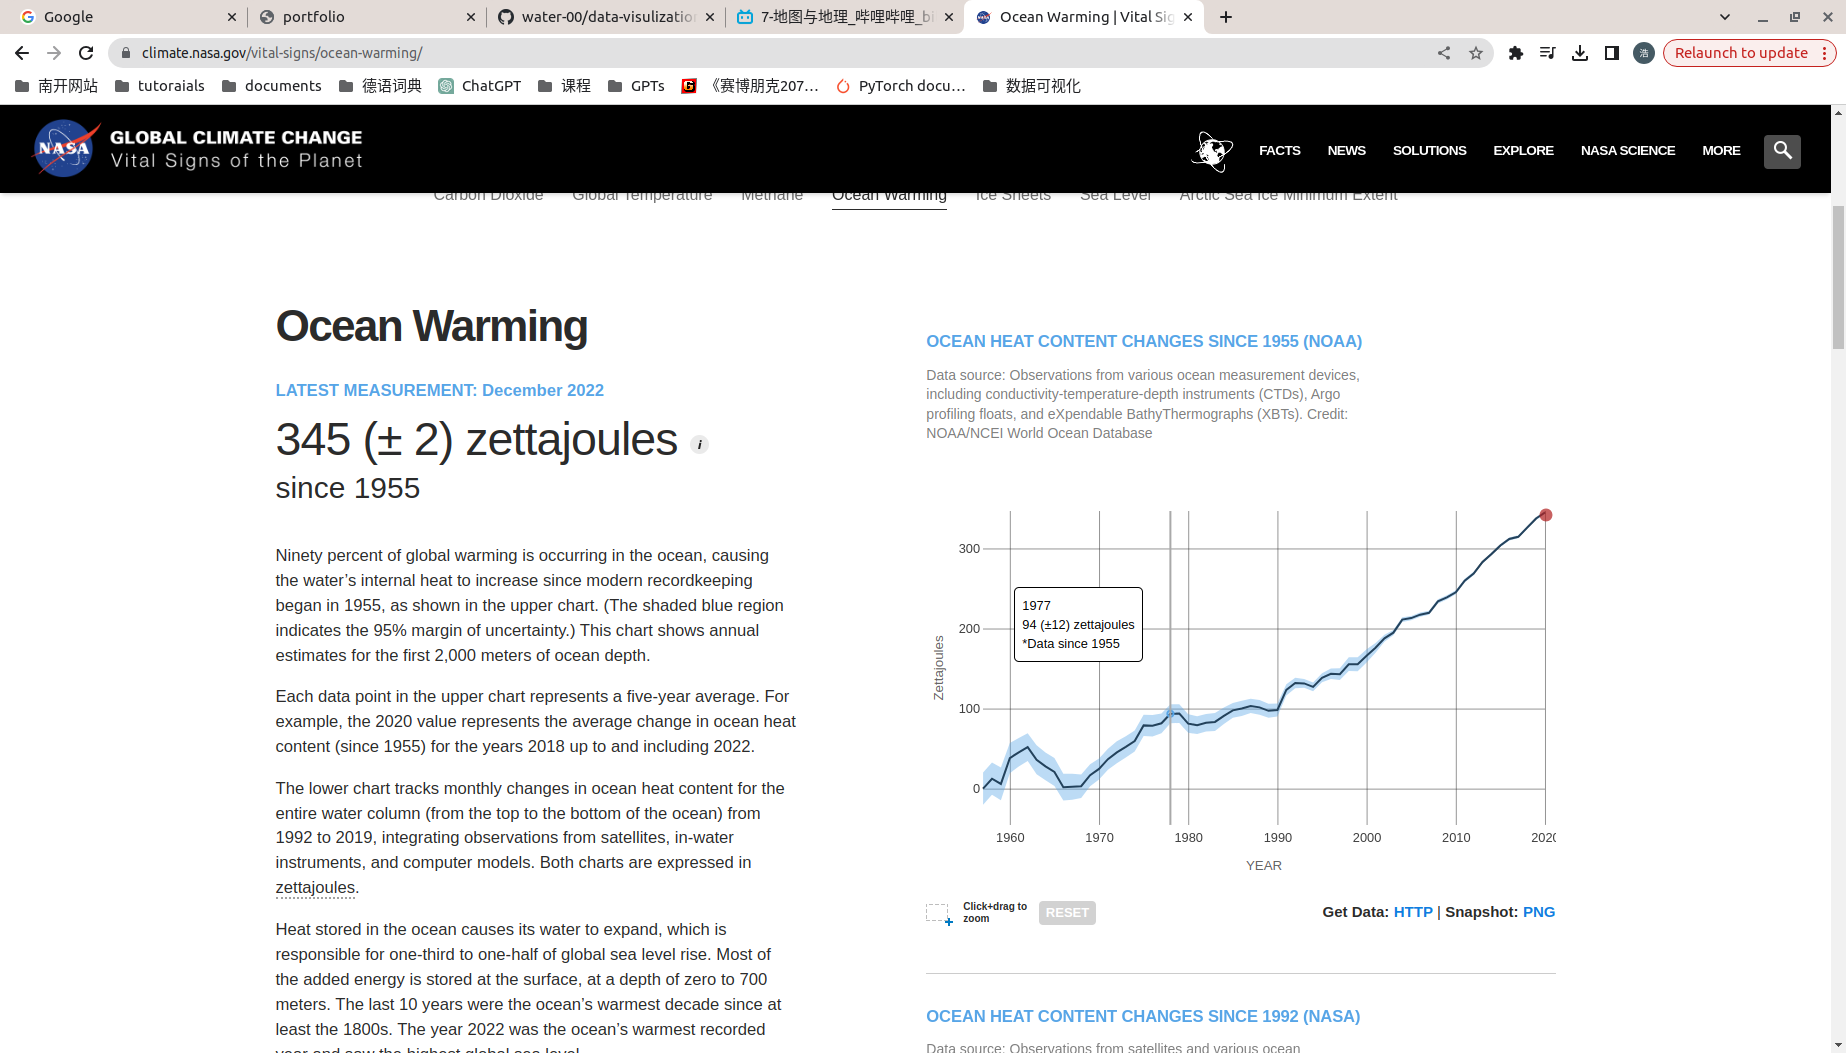 Google
portfolio
water-00/data-visulizatio
7-地图与地理_哔哩哔哩_bi
Ocean Warming | Vital Sig
climate.nasa.gov/vital-signs/ocean-warming/
浩
Relaunch to update
南开网站
tutoraials
documents
德语词典
ChatGPT
课程
GPTs
《赛博朋克207...
PyTorch docu...
数据可视化
NASA
GLOBAL CLIMATE CHANGE
Vital Signs of the Planet
FACTS
NEWS
SOLUTIONS
EXPLORE
NASA SCIENCE
MORE
Carbon Dioxide
Global Temperature
Methane
Ocean Warming
Ice Sheets
Sea Level
Arctic Sea Ice Minimum Extent
Ocean Warming
LATEST MEASUREMENT: December 2022
345 (± 2) zettajoules
i
since 1955
Ninety percent of global warming is occurring in the ocean, causing
the water’s internal heat to increase since modern recordkeeping
began in 1955, as shown in the upper chart. (The shaded blue region
indicates the 95% margin of uncertainty.) This chart shows annual
estimates for the first 2,000 meters of ocean depth.
Each data point in the upper chart represents a five-year average. For
example, the 2020 value represents the average change in ocean heat
content (since 1955) for the years 2018 up to and including 2022.
The lower chart tracks monthly changes in ocean heat content for the
entire water column (from the top to the bottom of the ocean) from
1992 to 2019, integrating observations from satellites, in-water
instruments, and computer models. Both charts are expressed in
zettajoules.
Heat stored in the ocean causes its water to expand, which is
responsible for one-third to one-half of global sea level rise. Most of
the added energy is stored at the surface, at a depth of zero to 700
meters. The last 10 years were the ocean’s warmest decade since at
least the 1800s. The year 2022 was the ocean’s warmest recorded
year and saw the highest global sea level.
OCEAN HEAT CONTENT CHANGES SINCE 1955 (NOAA)
Data source: Observations from various ocean measurement devices,
including conductivity-temperature-depth instruments (CTDs), Argo
profiling floats, and eXpendable BathyThermographs (XBTs). Credit:
NOAA/NCEI World Ocean Database
300
200
100
0
Zettajoules
1977
94 (±12) zettajoules
*Data since 1955
1960
1970
1980
1990
2000
2010
2020
YEAR
Click+drag to
zoom
RESET
Get Data: HTTP | Snapshot: PNG
OCEAN HEAT CONTENT CHANGES SINCE 1992 (NASA)
Data source: Observations from satellites and various ocean